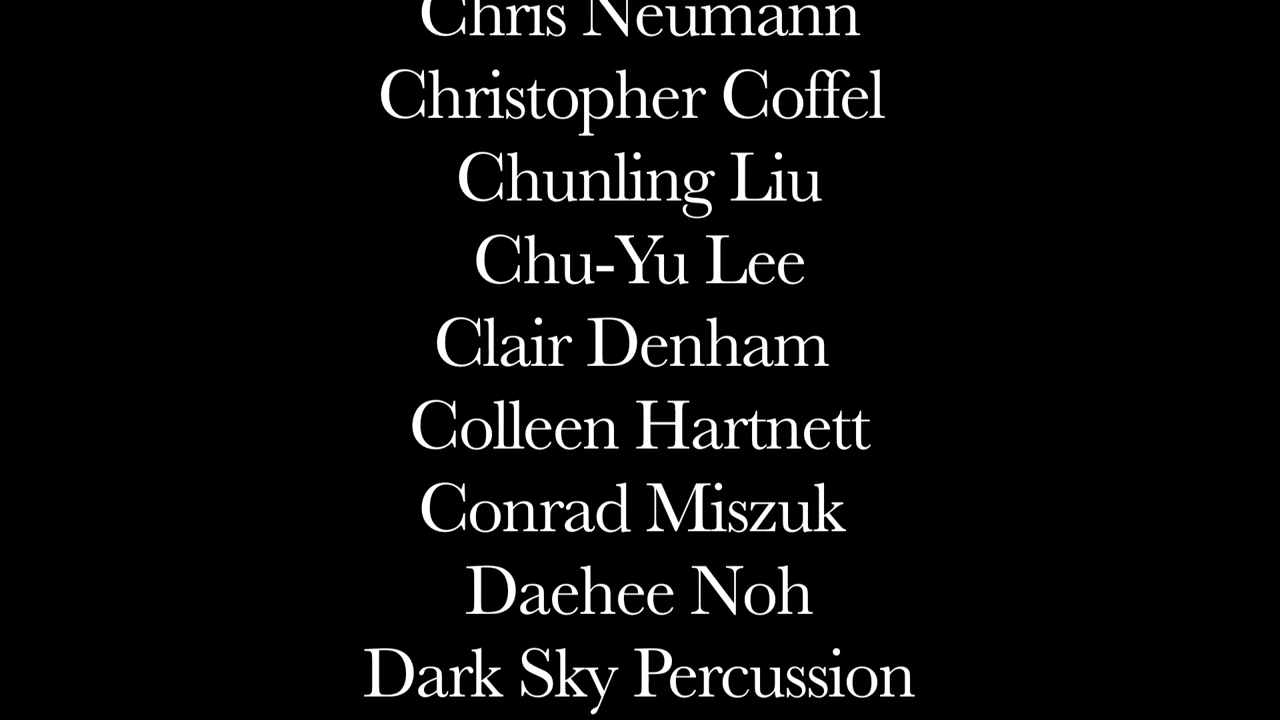 Chris Neumann
Christopher Coffel
Chunling Liu
Chu-Yu Lee
Clair Denham
Colleen Hartnett
Conrad Miszuk
Daehee Noh
Dark Sky Percussion